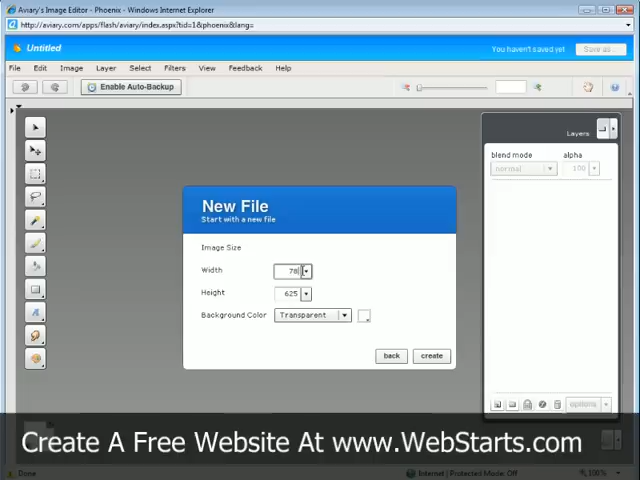 Aviary's Image Editor - Phoenix - Windows Internet Explorer
http://aviary.com/apps/flash/aviary/index.aspx?tid=1&phoenix&lang=
Untitled
You haven't saved yet
Save as...
File Edit Image Layer Select Filters View Feedback Help
Enable Auto-Backup
Layers
blend mode alpha
normal 100
New File
Start with a new file
Image Size
Width 78
Height 625
Background Color Transparent
back create
options
Create A Free Website At www.WebStarts.com
Done
Internet | Protected Mode: Off
100%